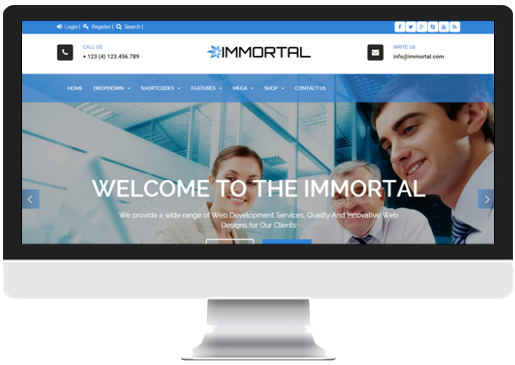 Login | Register | Search |
CALL US
+ 123 (4) 123.456.789
IMMORTAL
WRITE US
info@immortal.com
HOME DROPDOWN SHORTCODES FEATURES MEGA SHOP CONTACT US
WELCOME TO THE IMMORTAL
We provide a wide range of Web Development Services, Quality And Innovative Web
Designs for Our Clients